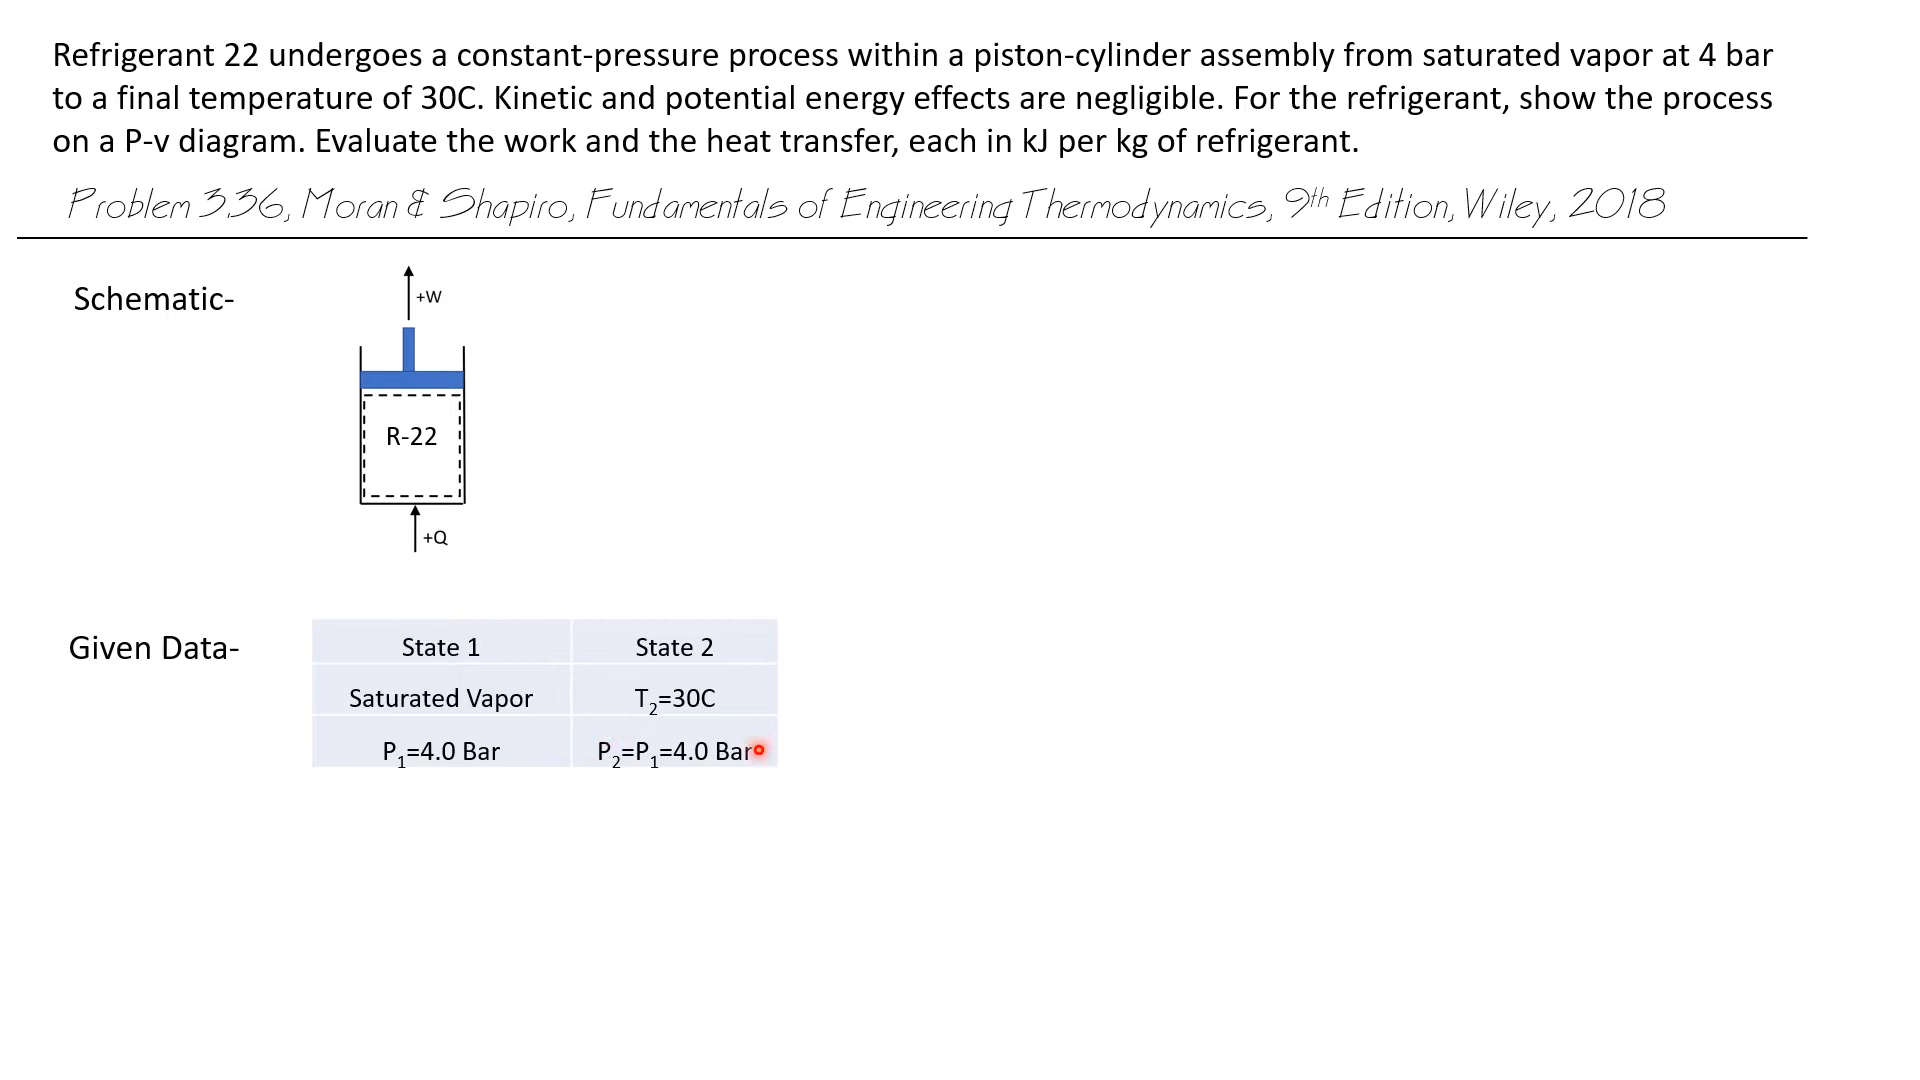 Refrigerant 22 undergoes a constant-pressure process within a piston-cylinder assembly from saturated vapor at 4 bar
to a final temperature of 30C. Kinetic and potential energy effects are negligible. For the refrigerant, show the process
on a P-v diagram. Evaluate the work and the heat transfer, each in kJ per kg of refrigerant.
Problem 3.36, Moran & Shapiro, Fundamentals of Engineering Thermodynamics, 9th Edition, Wiley, 2018
Schematic-
+W
R-22
+Q
Given Data-
State 1 State 2
Saturated Vapor T2=30C
P1=4.0 Bar P2=P1=4.0 Bar